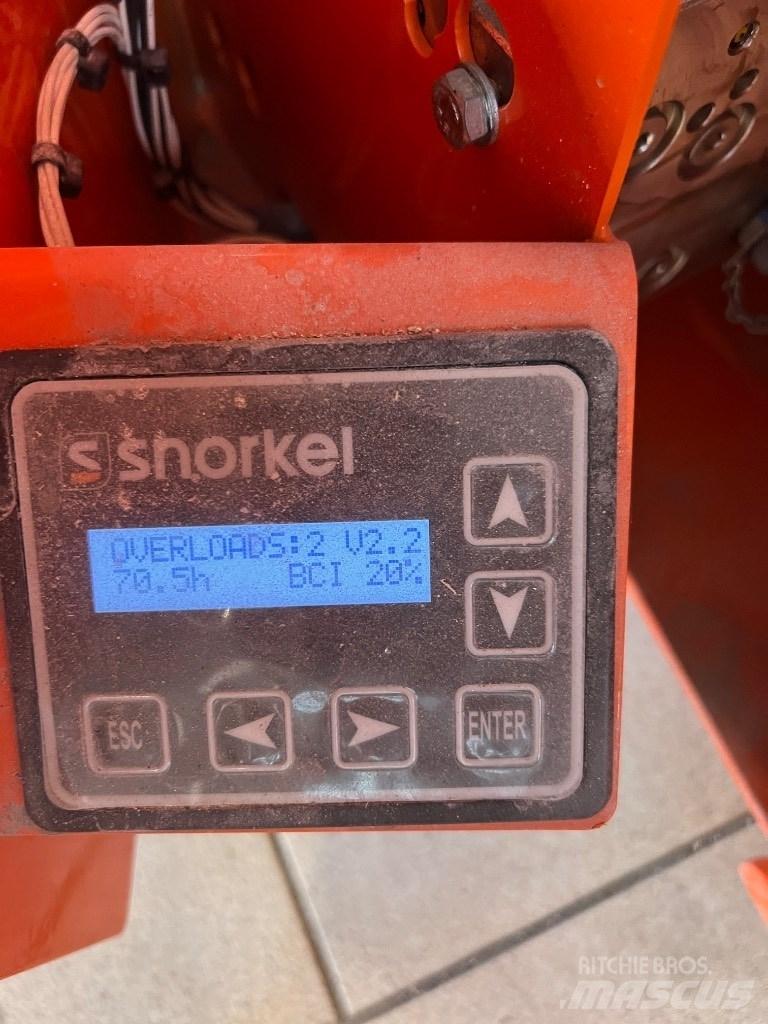 snorkel
OVERLOADS:2 V2.2
70.5h BCI 20%
ESC
ENTER
RITCHIE BROS.
MASCUS